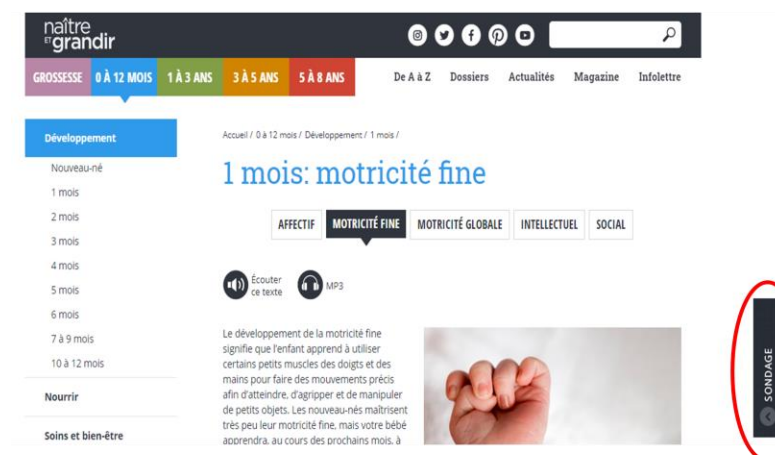 naître
ET grandir
GROSSESSE 0 À 12 MOIS 1 À 3 ANS 3 À 5 ANS 5 À 8 ANS De A à Z Dossiers Actualités Magazine Infolettre
Développement
Nouveau-né
1 mois
2 mois
3 mois
4 mois
5 mois
6 mois
7 à 9 mois
10 à 12 mois
Nourrir
Soins et bien-être
Accueil / 0 à 12 mois / Développement / 1 mois /
1 mois: motricité fine
AFFECTIF MOTRICITÉ FINE MOTRICITÉ GLOBALE INTELLECTUEL SOCIAL
Écouter
ce texte
MP3
Le développement de la motricité fine
signifie que l'enfant apprend à utiliser
certains petits muscles des doigts et des
mains pour faire des mouvements précis
afin d'atteindre, d'agripper et de manipuler
de petits objets. Les nouveau-nés maîtrisent
très peu leur motricité fine, mais votre bébé
apprendra, au cours des prochains mois, à
SONDAGE